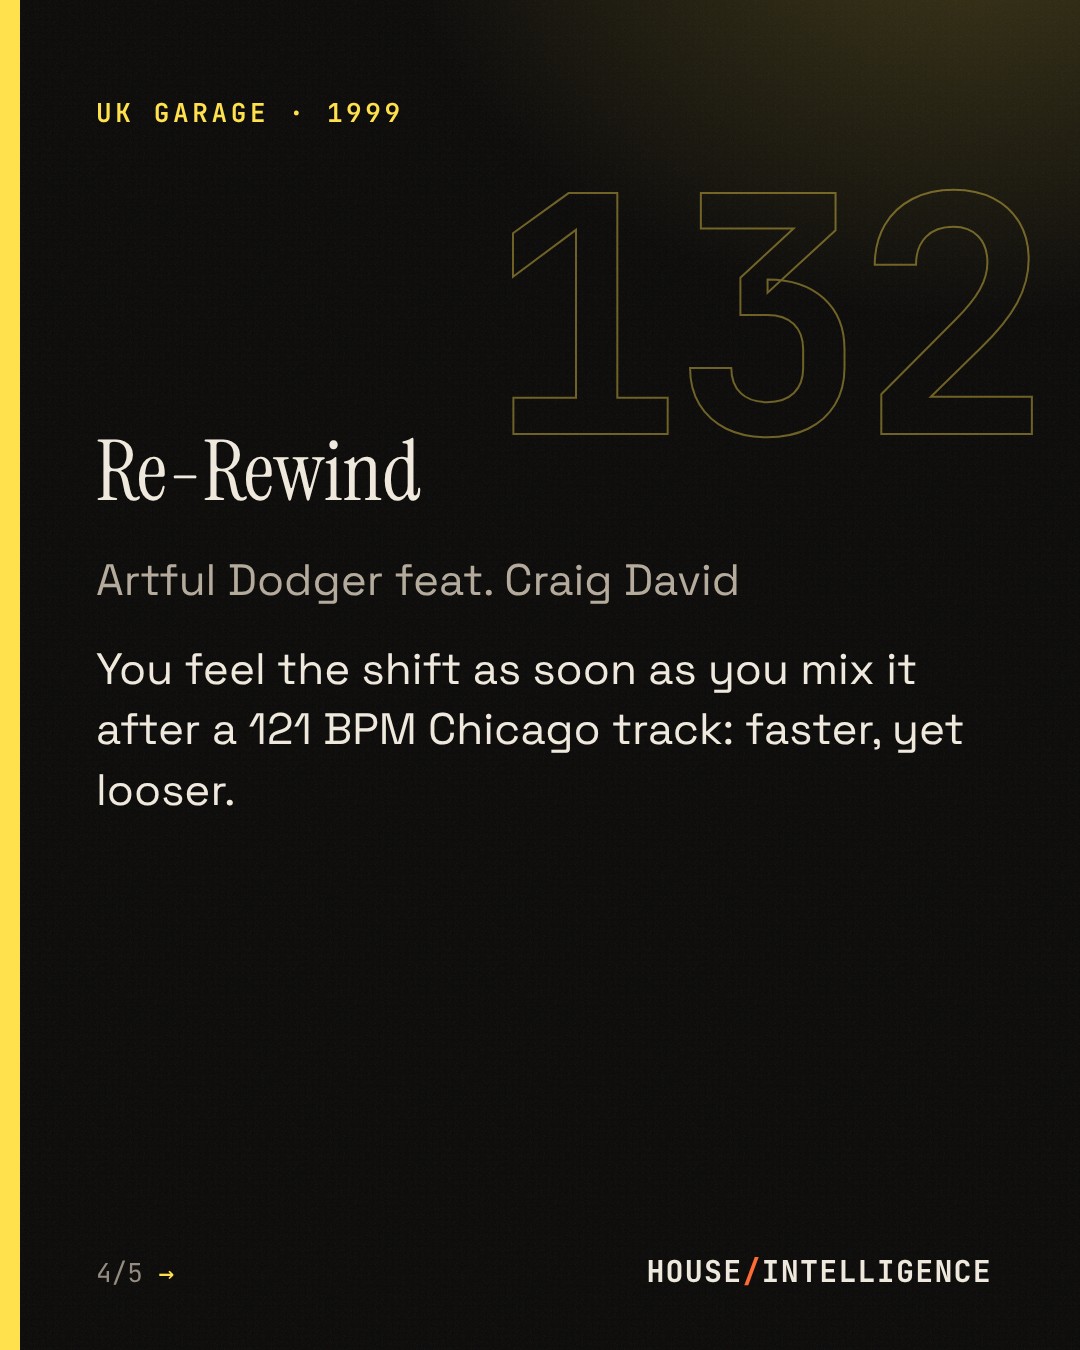 UK GARAGE · 1999
132
Re-Rewind
Artful Dodger feat. Craig David
You feel the shift as soon as you mix it
after a 121 BPM Chicago track: faster, yet
looser.
4/5 →
HOUSE/INTELLIGENCE